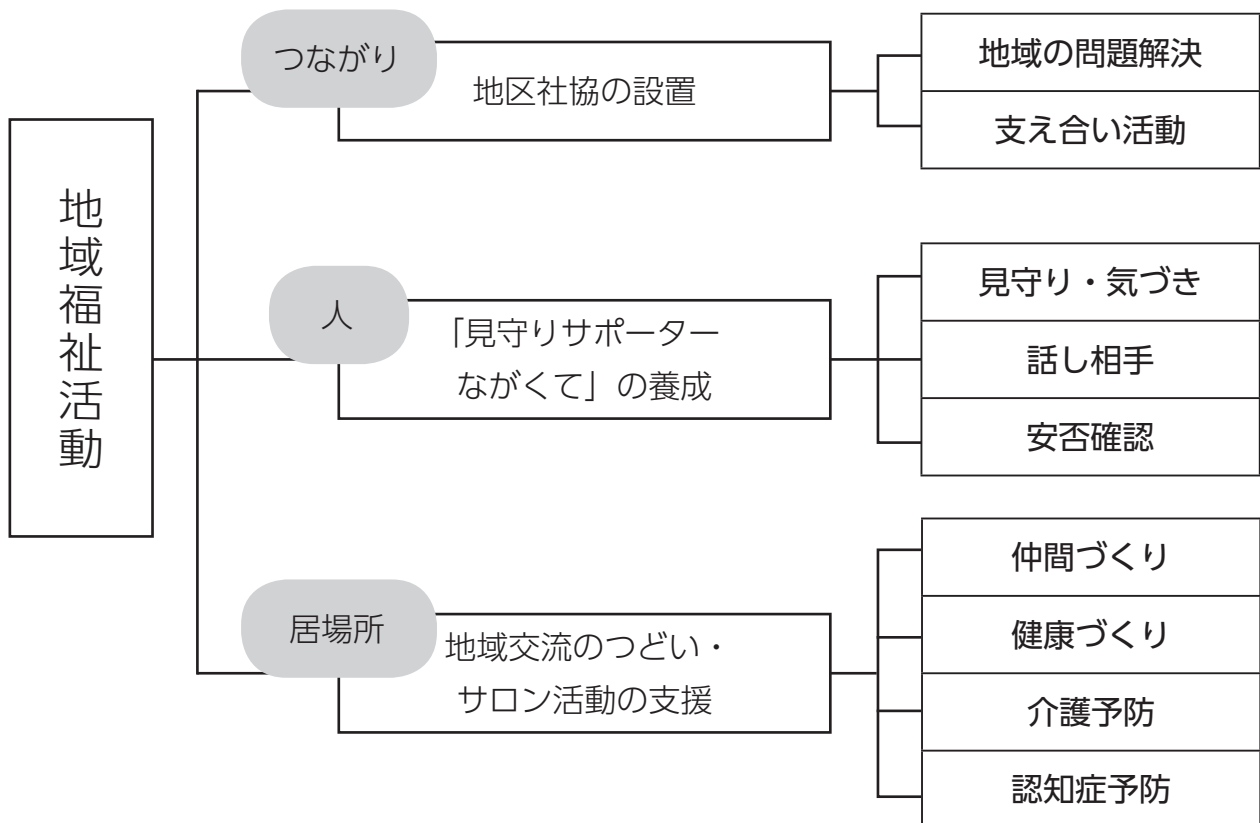 地域福祉活動
つながり
地区社協の設置
地域の問題解決
支え合い活動
人
「見守りサポーター
ながくて」の養成
見守り・気づき
話し相手
安否確認
居場所
地域交流のつどい・
サロン活動の支援
仲間づくり
健康づくり
介護予防
認知症予防